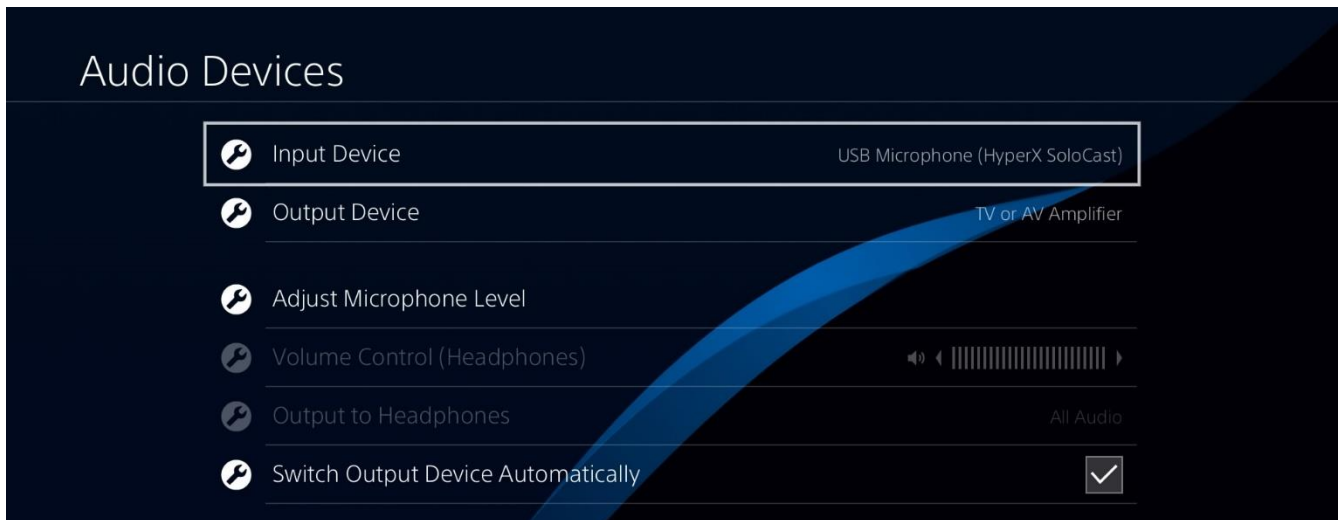 Audio Devices
Input Device USB Microphone (HyperX SoloCast)
Output Device TV or AV Amplifier
Adjust Microphone Level
Volume Control (Headphones)
Output to Headphones All Audio
Switch Output Device Automatically